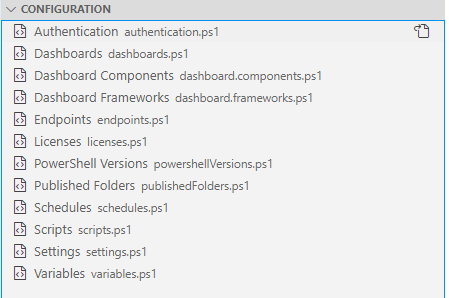 CONFIGURATION
Authentication authentication.ps1
Dashboards dashboards.ps1
Dashboard Components dashboard.components.ps1
Dashboard Frameworks dashboard.frameworks.ps1
Endpoints endpoints.ps1
Licenses licenses.ps1
PowerShell Versions powershellVersions.ps1
Published Folders publishedFolders.ps1
Schedules schedules.ps1
Scripts scripts.ps1
Settings settings.ps1
Variables variables.ps1